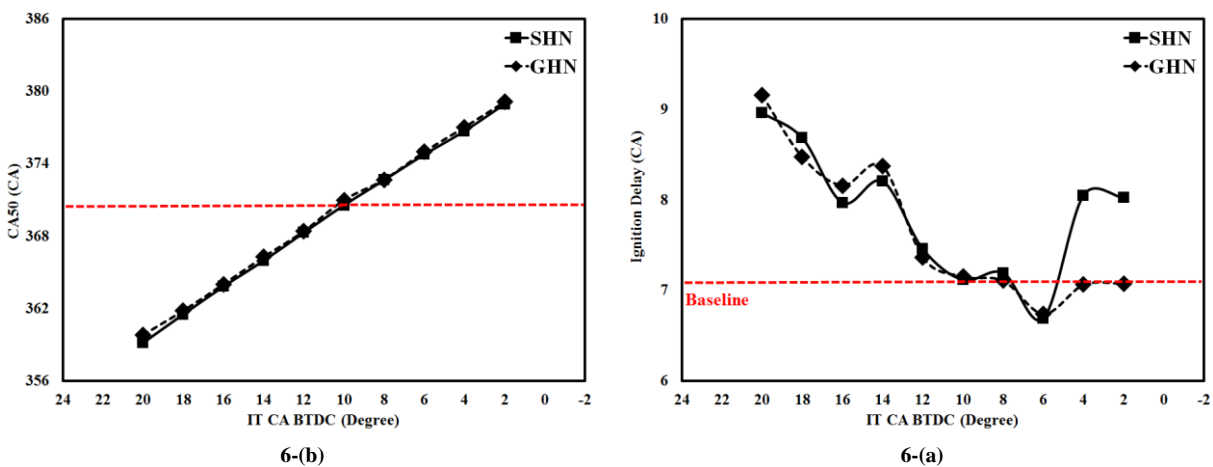 386
380
374
368
362
356
CA50 (CA)
SHN
GHN
24 22 20 18 16 14 12 10 8 6 4 2 0 -2
IT CA BTDC (Degree)
6-(b)
10
9
8
7
6
Ignition Delay (CA)
SHN
GHN
Baseline
24 22 20 18 16 14 12 10 8 6 4 2 0 -2
IT CA BTDC (Degree)
6-(a)